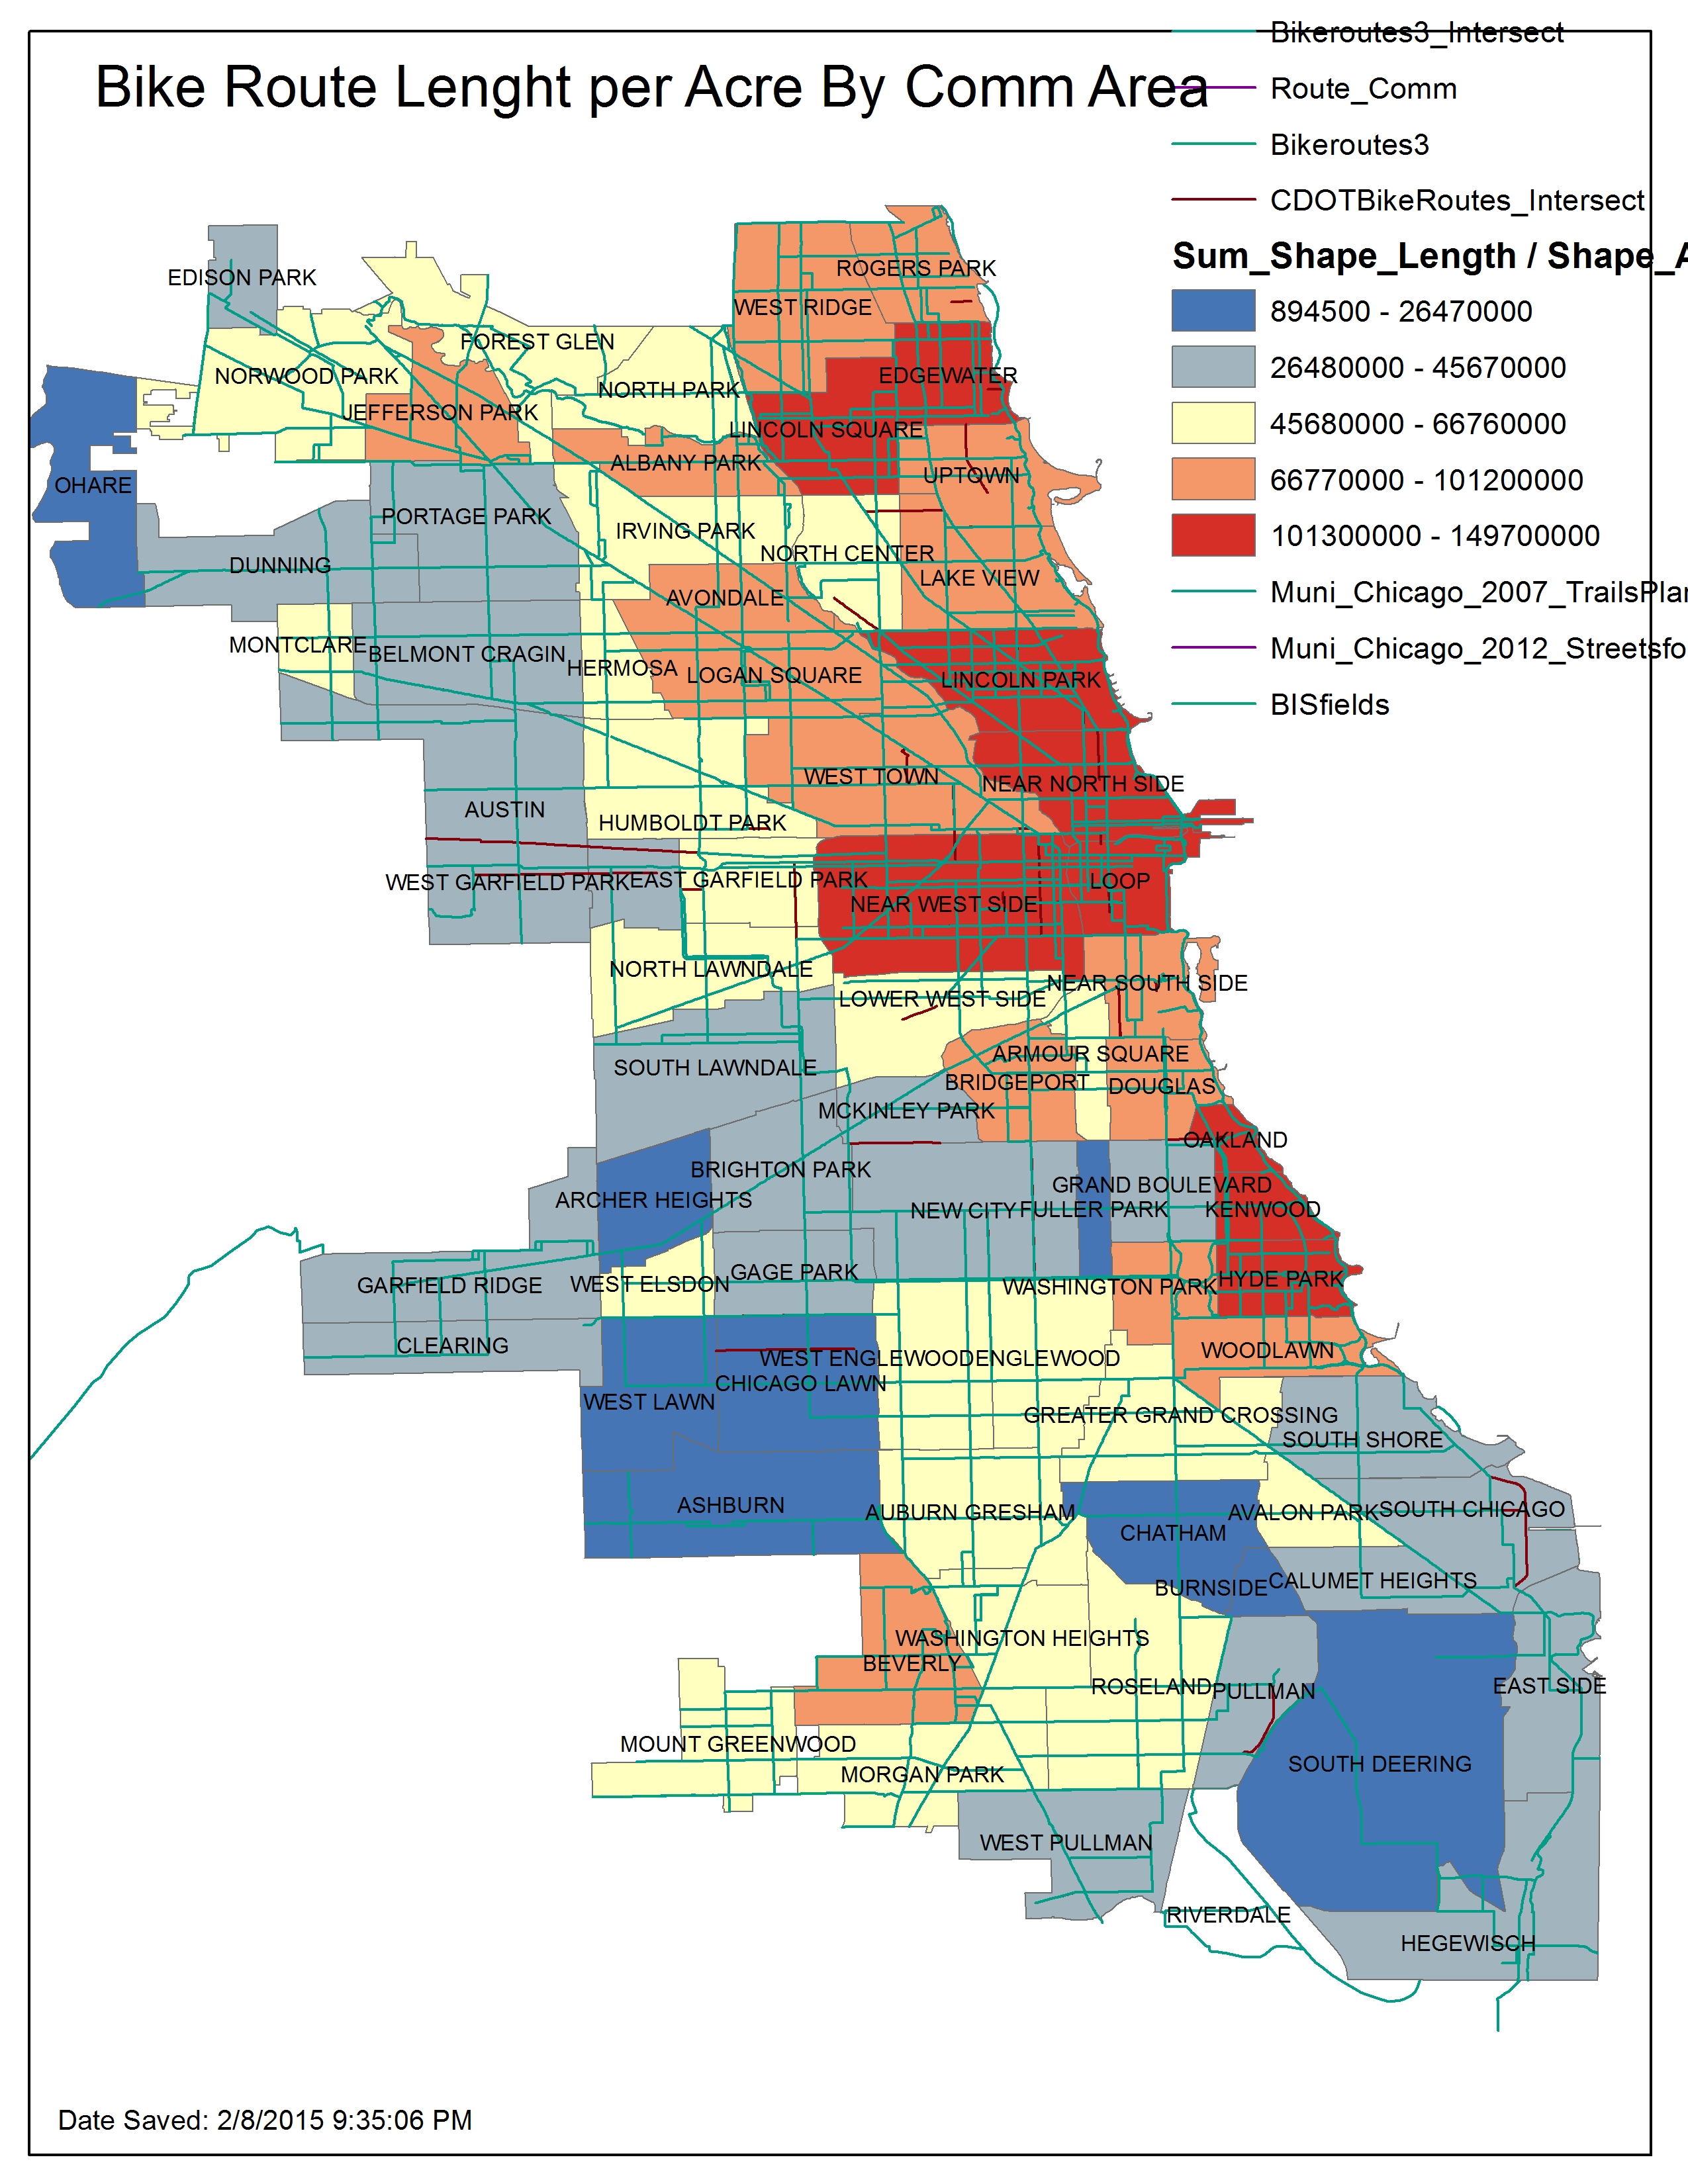 Bike Route Lenght per Acre By Comm Area
Bikeroutes3_Intersect
Route_Comm
Bikeroutes3
CDOTBikeRoutes_Intersect
Sum_Shape_Length / Shape_A
894500 - 26470000
26480000 - 45670000
45680000 - 66760000
66770000 - 101200000
101300000 - 149700000
Muni_Chicago_2007_TrailsPlan
Muni_Chicago_2012_Streetsfo
BISfields
EDISON PARK
ROGERS PARK
WEST RIDGE
FOREST GLEN
NORWOOD PARK
NORTH PARK
EDGEWATER
JEFFERSON PARK
LINCOLN SQUARE
ALBANY PARK
UPTOWN
OHARE
PORTAGE PARK
IRVING PARK
NORTH CENTER
DUNNING
LAKE VIEW
AVONDALE
MONTCLARE
BELMONT CRAGIN
HERMOSA
LOGAN SQUARE
LINCOLN PARK
WEST TOWN
NEAR NORTH SIDE
AUSTIN
HUMBOLDT PARK
WEST GARFIELD PARK
EAST GARFIELD PARK
LOOP
NEAR WEST SIDE
NORTH LAWNDALE
NEAR SOUTH SIDE
LOWER WEST SIDE
ARMOUR SQUARE
SOUTH LAWNDALE
BRIDGEPORT
DOUGLAS
MCKINLEY PARK
OAKLAND
BRIGHTON PARK
GRAND BOULEVARD
ARCHER HEIGHTS
NEW CITY
FULLER PARK
KENWOOD
GAGE PARK
HYDE PARK
GARFIELD RIDGE
WEST ELSDON
WASHINGTON PARK
CLEARING
WOODLAWN
WEST ENGLEWOOD
ENGLEWOOD
CHICAGO LAWN
WEST LAWN
GREATER GRAND CROSSING
SOUTH SHORE
ASHBURN
AUBURN GRESHAM
AVALON PARK
SOUTH CHICAGO
CHATHAM
BURNSIDE
CALUMET HEIGHTS
WASHINGTON HEIGHTS
BEVERLY
ROSELAND
PULLMAN
EAST SIDE
MOUNT GREENWOOD
SOUTH DEERING
MORGAN PARK
WEST PULLMAN
RIVERDALE
HEGEWISCH
Date Saved: 2/8/2015 9:35:06 PM